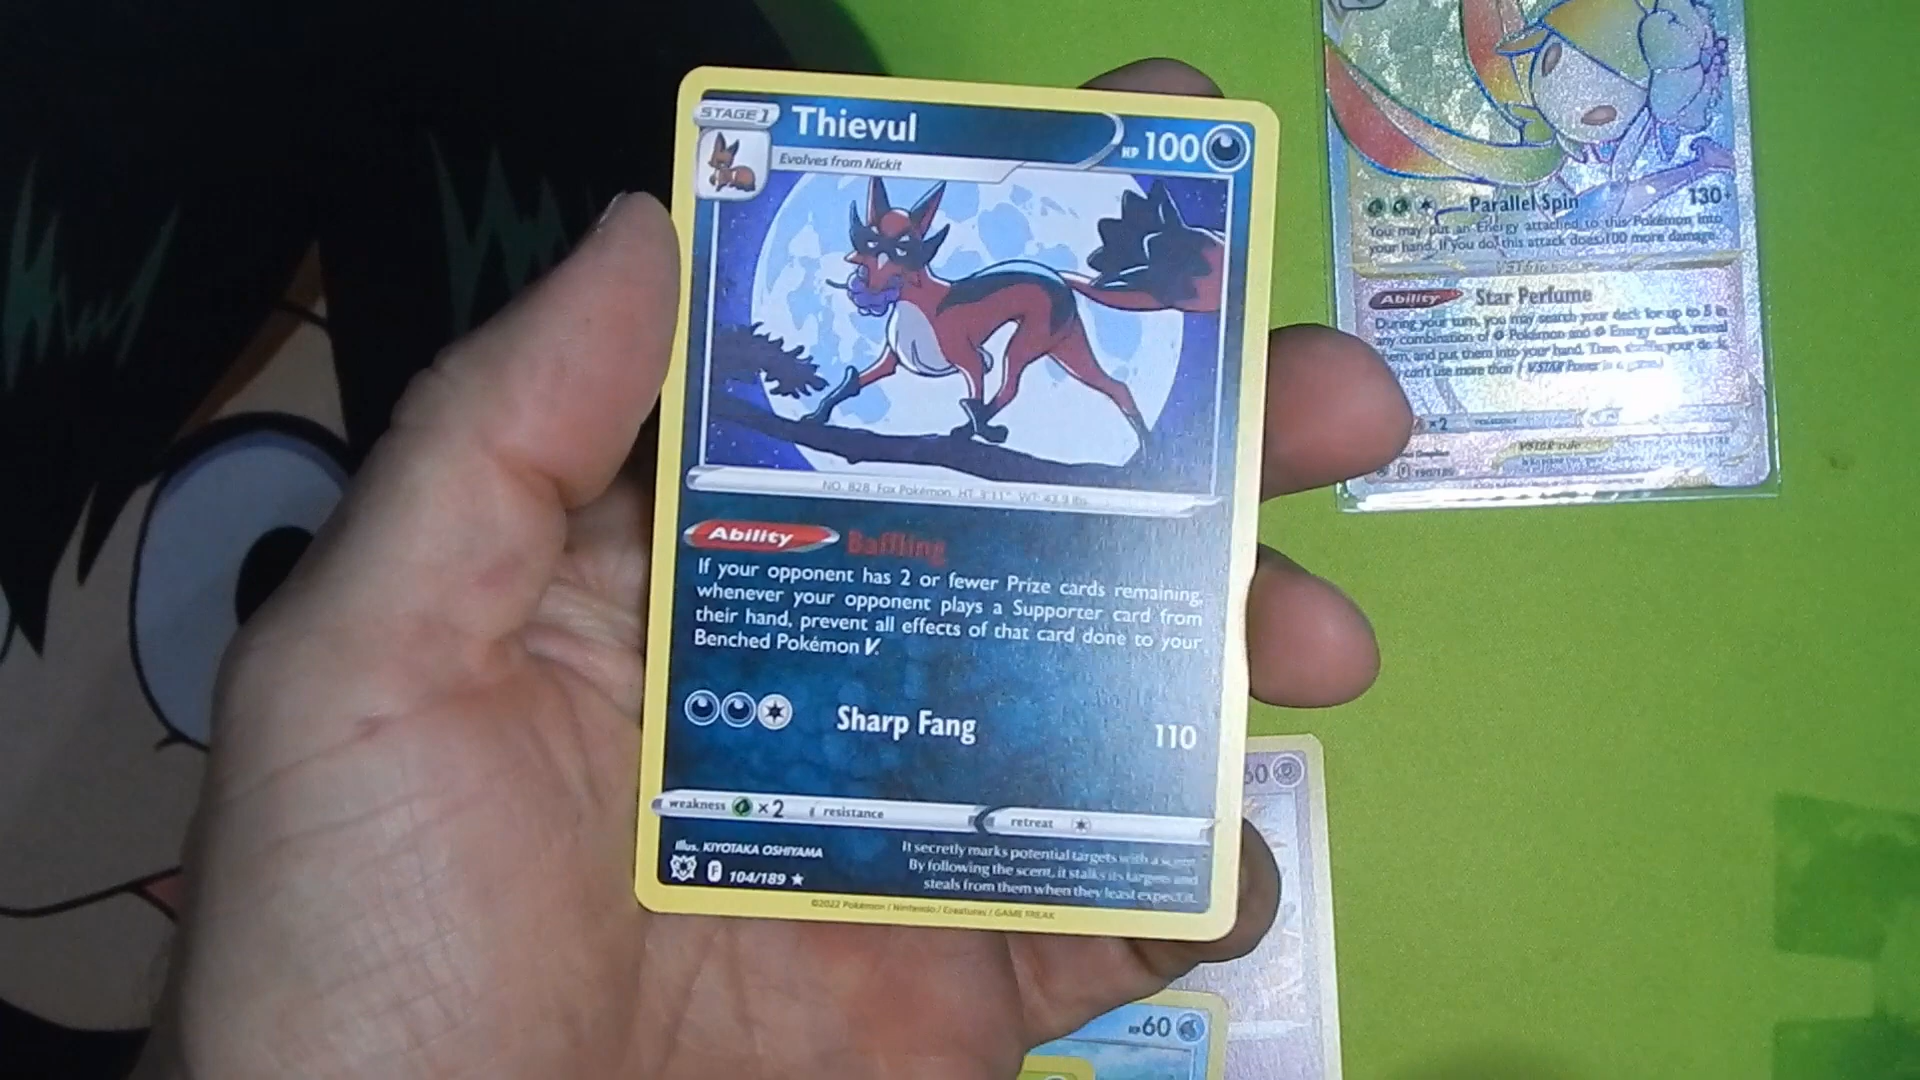 STAGE 1
Thievul
HP 100
Evolves from Nickit
NO. 828 Fox Pokémon HT: 3'11" WT: 43.9 lbs.
Ability Baffling
If your opponent has 2 or fewer Prize cards remaining,
whenever your opponent plays a Supporter card from
their hand, prevent all effects of that card done to your
Benched Pokémon V.
Sharp Fang 110
weakness ×2 resistance retreat
Illus. KIYOTAKA OSHIYAMA
F 104/189 ★
It secretly marks potential targets with a scent.
By following the scent, it stalks its targets and
steals from them when they least expect it.
©2022 Pokémon / Nintendo / Creatures / GAME FREAK
Parallel Spin 130+
You may put an Energy attached to this Pokémon into
your hand. If you do, this attack does 100 more damage.
Ability Star Perfume
During your turn, you may search your deck for up to 5 in
any combination of Pokémon and Energy cards, reveal
them, and put them into your hand. Then, your deck.
can't use more than 1 VSTAR Power in a game.)
×2
VSTAR rule
60
HP 60